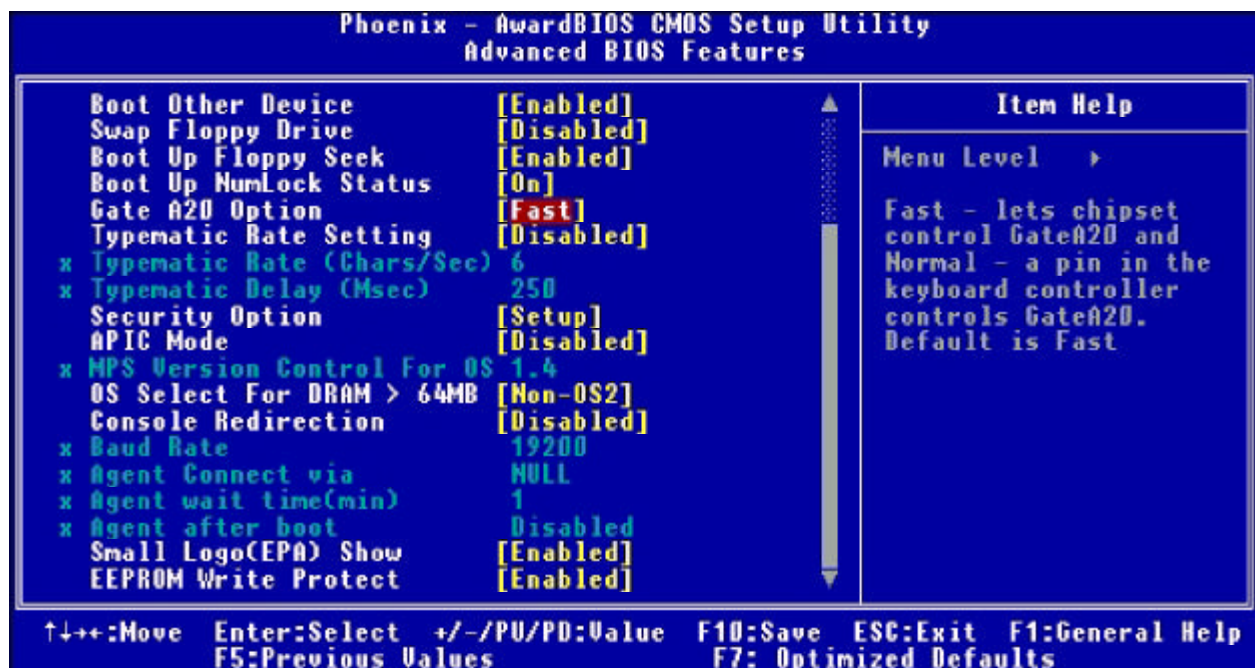 Phoenix - AwardBIOS CMOS Setup Utility
Advanced BIOS Features
Boot Other Device [Enabled]
Swap Floppy Drive [Disabled]
Boot Up Floppy Seek [Enabled]
Boot Up NumLock Status [On]
Gate A20 Option [Fast]
Typematic Rate Setting [Disabled]
x Typematic Rate (Chars/Sec) 6
x Typematic Delay (Msec) 250
Security Option [Setup]
APIC Mode [Disabled]
x MPS Version Control For OS 1.4
OS Select For DRAM > 64MB [Non-OS2]
Console Redirection [Disabled]
x Baud Rate 19200
x Agent Connect via NULL
x Agent wait time(min) 1
x Agent after boot Disabled
Small Logo(EPA) Show [Enabled]
EEPROM Write Protect [Enabled]
Item Help
Menu Level ▸
Fast - lets chipset
control GateA20 and
Normal - a pin in the
keyboard controller
controls GateA20.
Default is Fast
↑↓→←:Move Enter:Select +/-/PU/PD:Value F10:Save ESC:Exit F1:General Help
F5:Previous Values F7: Optimized Defaults